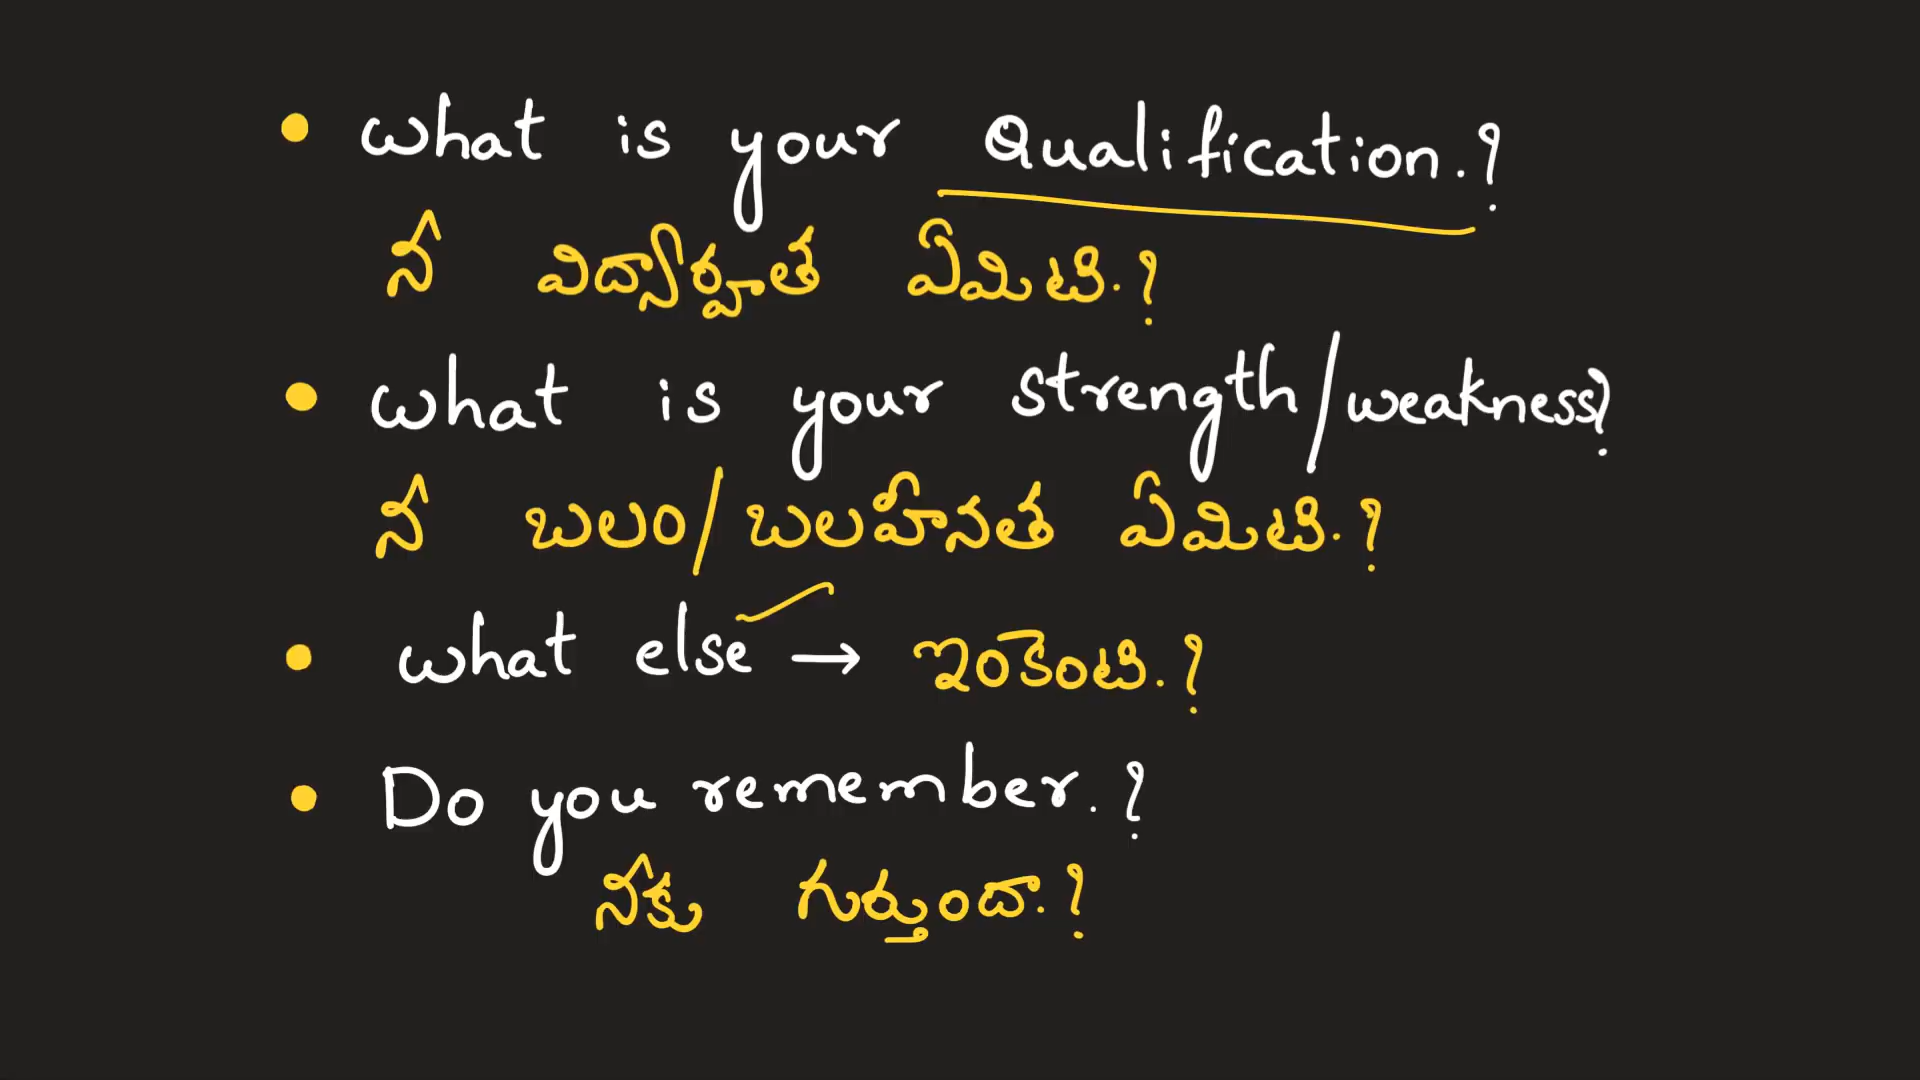 • What is your Qualification.?
నీ విద్యార్హత ఏమిటి.?
• What is your strength/weakness?
నీ బలం/బలహీనత ఏమిటి.?
• What else → ఇంకెంటి.?
• Do you remember.?
నీకు గుర్తుందా.?